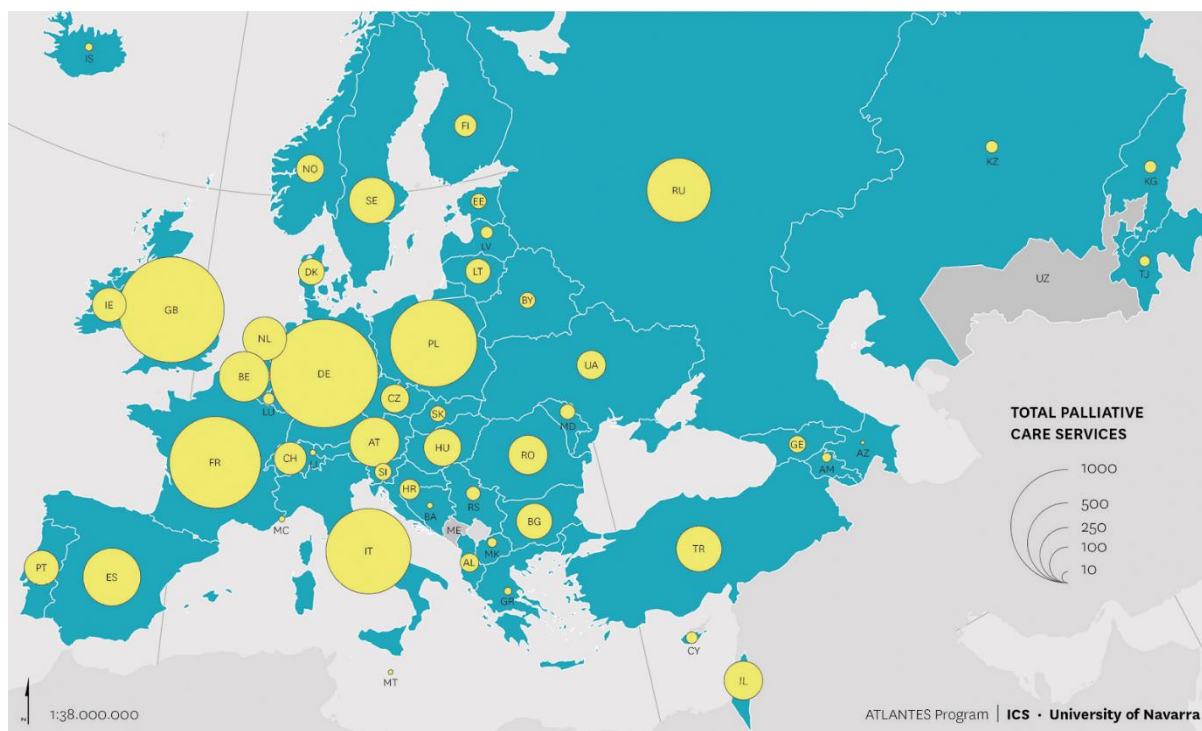 IS
FI
NO
SE
RU
KZ
KG
EE
LV
TJ
DK
LT
UZ
BY
IE
GB
NL
PL
UA
BE
DE
CZ
LU
SK
MD
AT
HU
GE
AZ
FR
CH
LI
RO
AM
SI
HR
RS
BA
BG
MC
ME
IT
MK
TR
AL
PT
ES
GR
CY
MT
IL
TOTAL PALLIATIVE
CARE SERVICES
1000
500
250
100
10
N
1:38.000.000
ATLANTES Program | ICS · University of Navarra